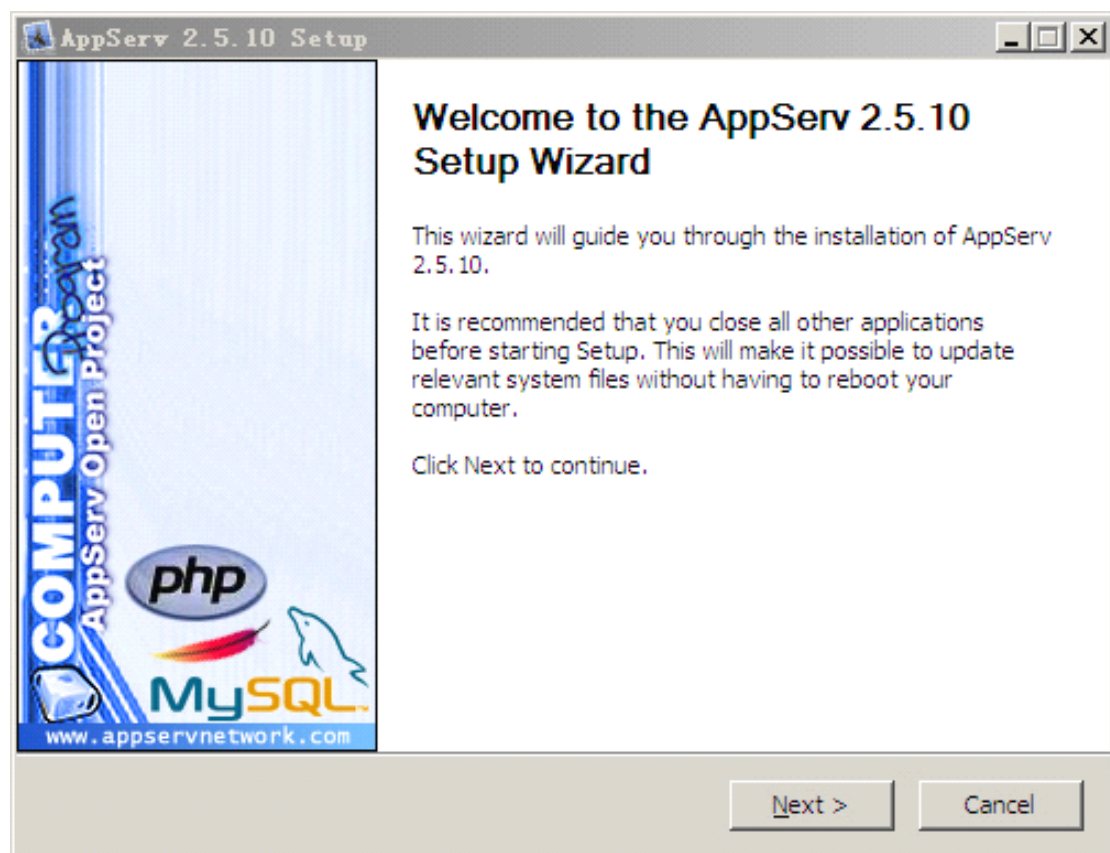 AppServ 2.5.10 Setup
Welcome to the AppServ 2.5.10
Setup Wizard
This wizard will guide you through the installation of AppServ
2.5.10.
It is recommended that you close all other applications
before starting Setup. This will make it possible to update
relevant system files without having to reboot your
computer.
Click Next to continue.
COMPUTER
Program
AppServ Open Project
php
MySQL
www.appservnetwork.com
Next >
Cancel